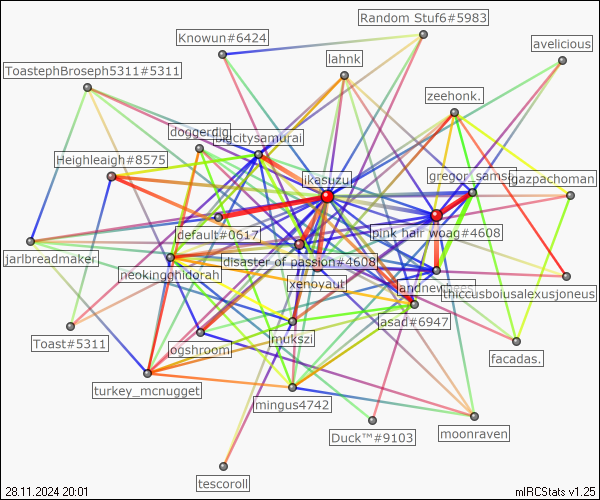 Random Stuf6#5983
Knowun#6424
avelicious
lahnk
ToastephBroseph5311#5311
zeehonk.
doggerdig
bigcitysamurai
Heighleaigh#8575
ikasuzu
gregor_samsa
gazpachoman
default#0617
pink hair woag#4608
jarlbreadmaker
disaster of passion#4608
neokingghidorah
xenoyaut
landnewbees
thiccusboiusalexusjoneus
asad#6947
Toast#5311
ogshroom
mukszi
facadas.
turkey_mcnugget
mingus4742
Duck™#9103
moonraven
tescoroll
28.11.2024 20:01
mIRCStats v1.25